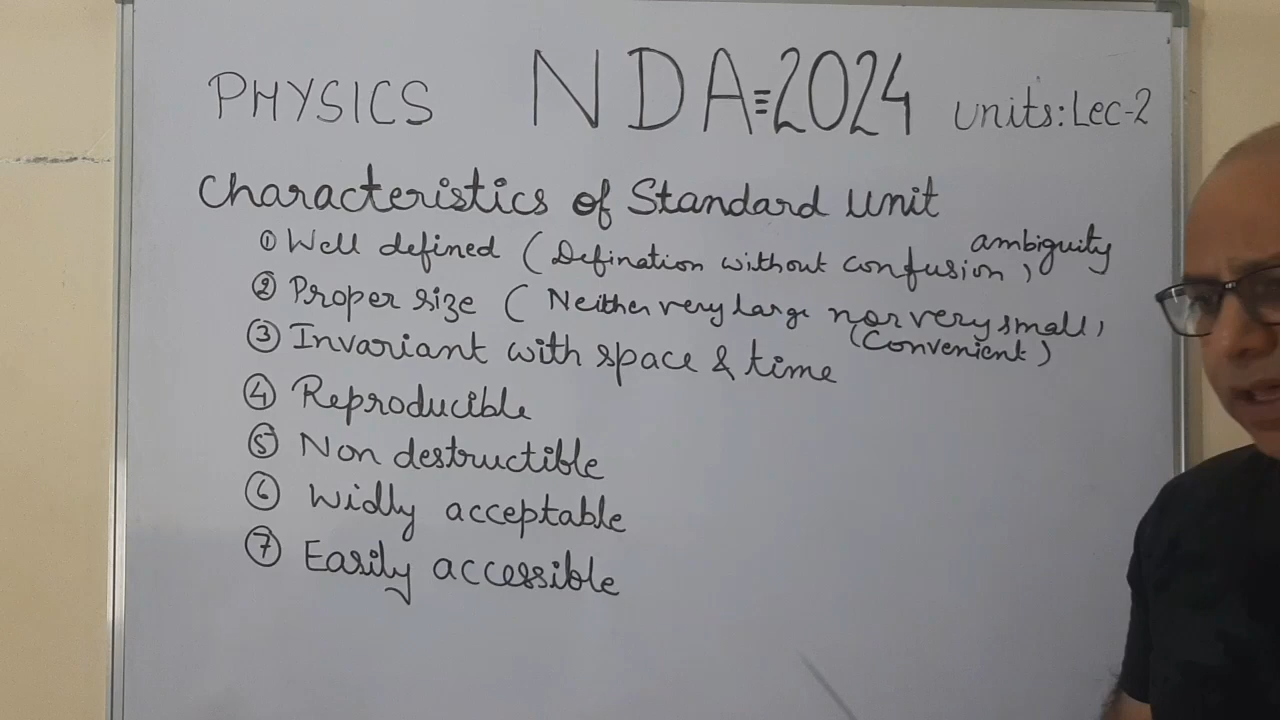 PHYSICS NDA=2024 units: Lec-2
Characteristics of Standard Unit
① Well defined (Defination without confusion, ambiguity
② Proper size (Neither very large nor very small,
(Convenient)
③ Invariant with space & time
④ Reproducible
⑤ Non destructible
⑥ Widly acceptable
⑦ Easily accessible